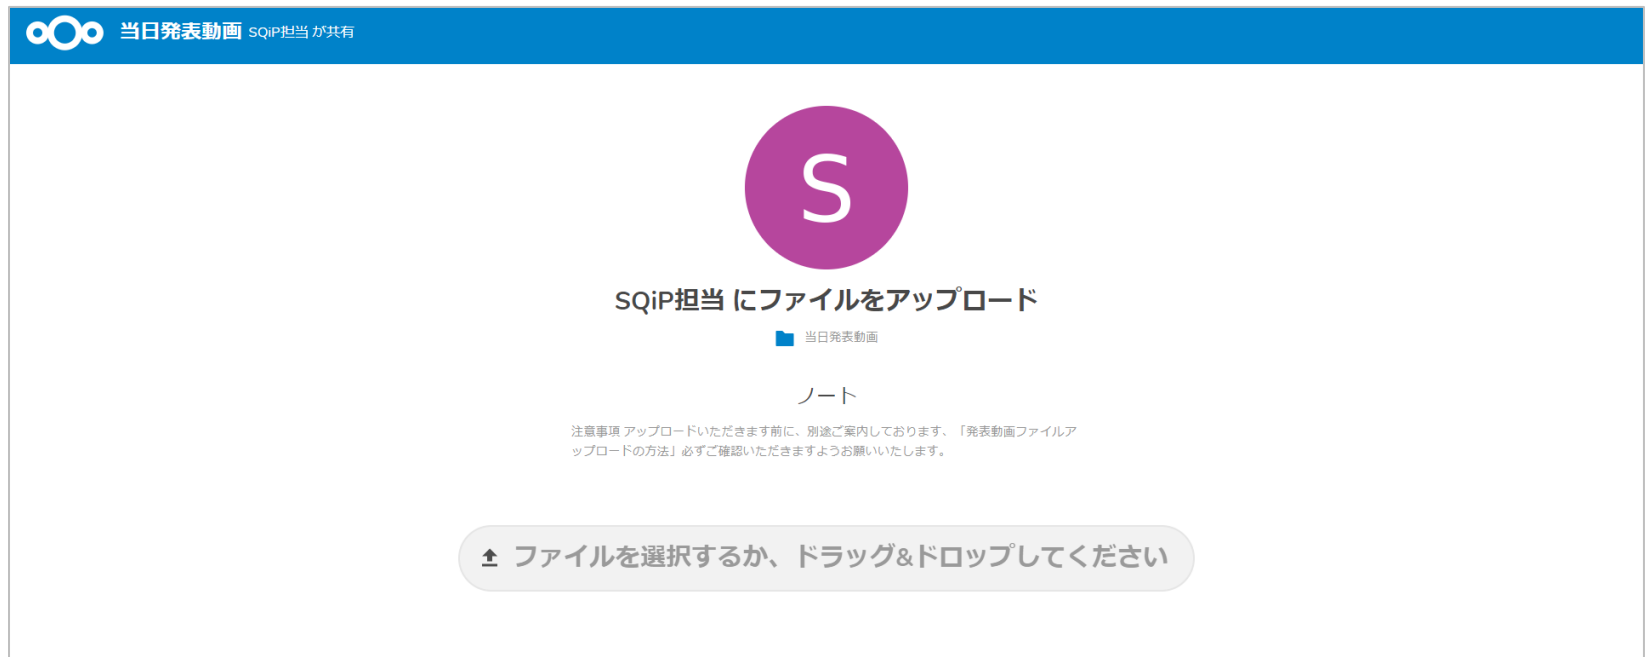 当日発表動画 SQiP担当 が共有
S
SQiP担当 にファイルをアップロード
当日発表動画
ノート
注意事項 アップロードいただきます前に、別途ご案内しております、「発表動画ファイルア
ップロードの方法」必ずご確認いただきますようお願いいたします。
ファイルを選択するか、ドラッグ&ドロップしてください